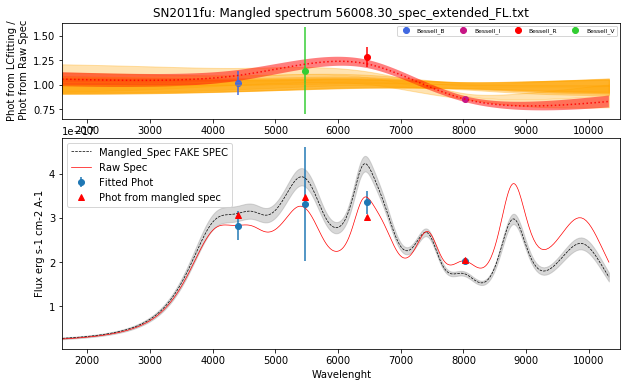 SN2011fu: Mangled spectrum 56008.30_spec_extended_FL.txt
Phot from LCfitting /
Phot from Raw Spec
1.50
1.25
1.00
0.75
Bessell_B
Bessell_I
Bessell_R
Bessell_V
2000 3000 4000 5000 6000 7000 8000 9000 10000
Flux erg s-1 cm-2 A-1
4
3
2
1
Mangled_Spec FAKE SPEC
Raw Spec
Fitted Phot
Phot from mangled spec
2000 3000 4000 5000 6000 7000 8000 9000 10000
Wavelenght